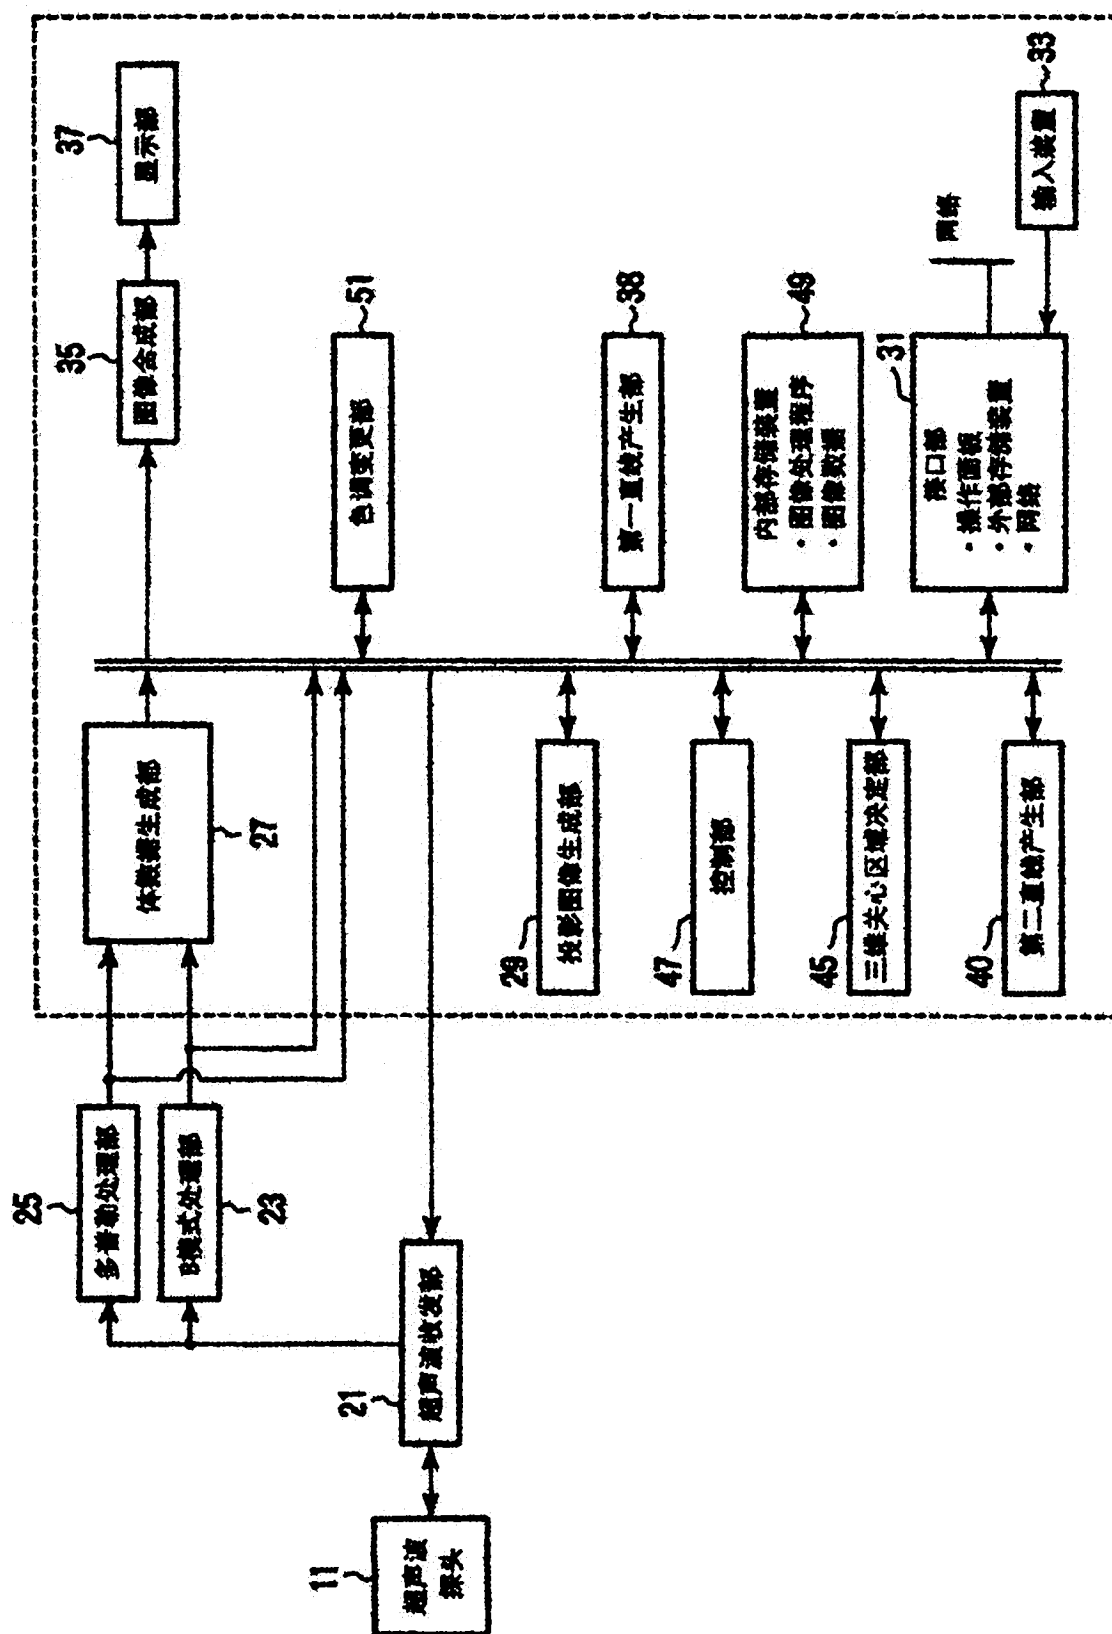 11
超声波
探头
21
超声波收发部
25
多普勒处理部
B模式处理部
23
体数据生成部
27
35
图像合成部
37
显示部
29
投影图像生成部
47
控制部
45
三维关心区域决定部
40
第二直线产生部
51
色调变更部
38
第一直线产生部
49
内部存储装置
• 图像处理程序
• 图像数据
31
接口部
• 操作面板
• 外部存储装置
• 网络
网络
33
输入装置